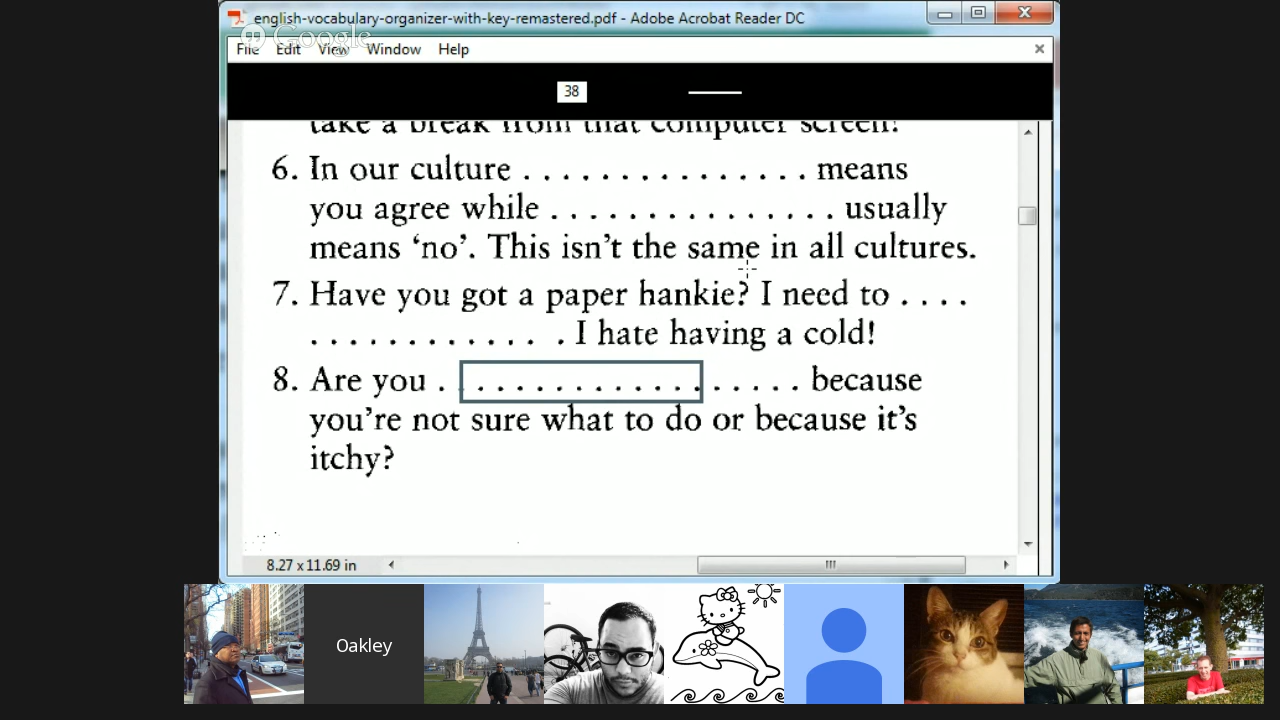 english-vocabulary-organizer-with-key-remastered.pdf - Adobe Acrobat Reader DC
Google
File Edit View Window Help
38
take a break from that computer screen!
6. In our culture . . . . . . . . . . . . . . . means
you agree while . . . . . . . . . . . . . . . usually
means ‘no’. This isn’t the same in all cultures.
7. Have you got a paper hankie? I need to . . . .
. . . . . . . . . . . . . I hate having a cold!
8. Are you . . . . . . . . . . . . . . . because
you’re not sure what to do or because it’s
itchy?
8.27 x 11.69 in
Oakley